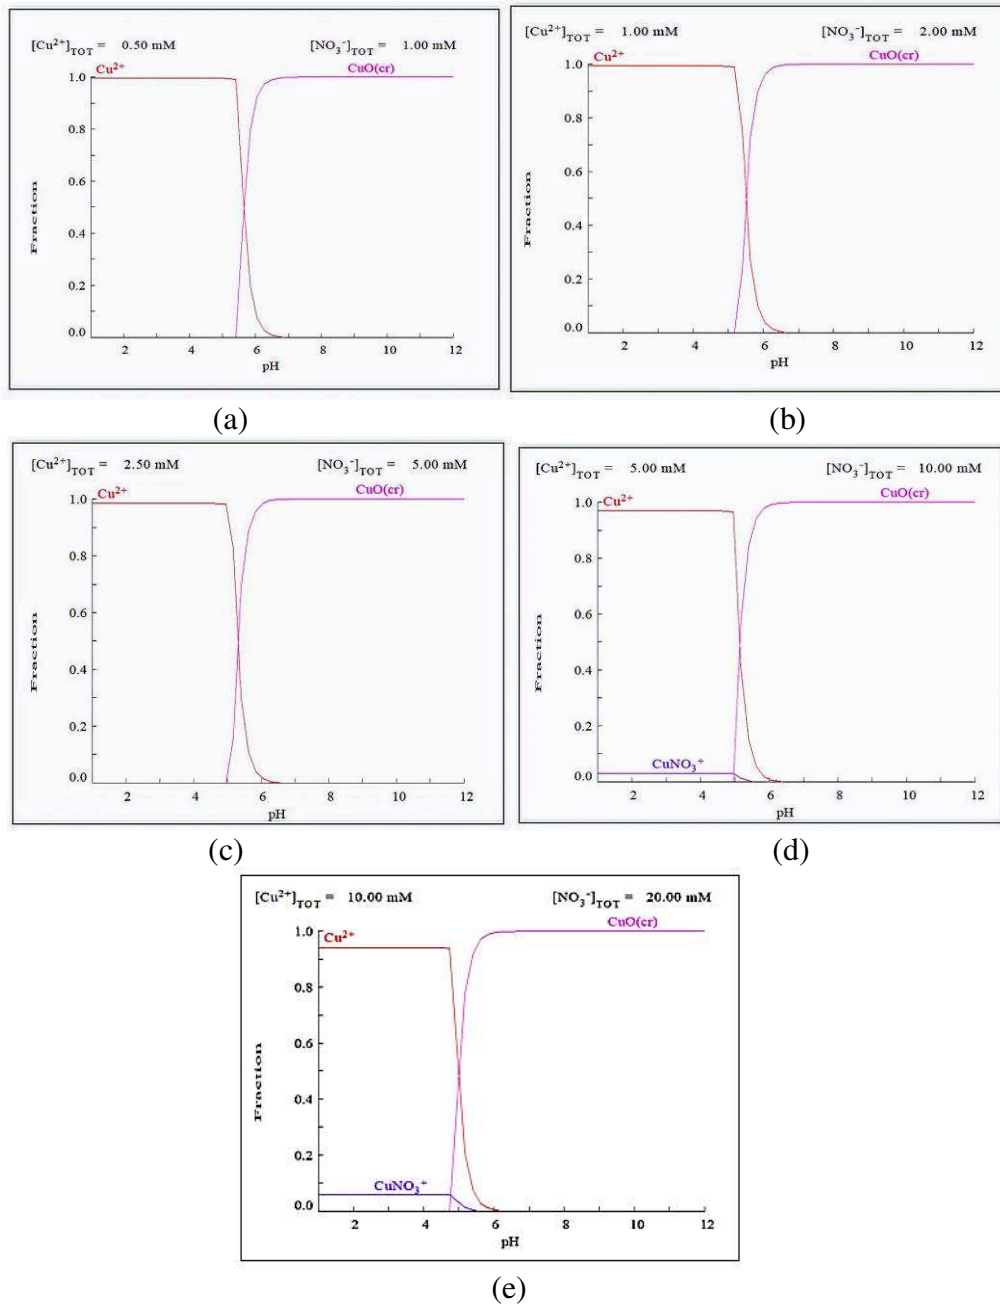 [Cu²⁺]TOT = 0.50 mM [NO₃⁻]TOT = 1.00 mM
Cu²⁺ CuO(cr)
1.0
0.8
0.6
0.4
0.2
0.0
Fraction
2 4 6 8 10 12
pH
(a)
[Cu²⁺]TOT = 1.00 mM [NO₃⁻]TOT = 2.00 mM
Cu²⁺ CuO(cr)
1.0
0.8
0.6
0.4
0.2
0.0
Fraction
2 4 6 8 10 12
pH
(b)
[Cu²⁺]TOT = 2.50 mM [NO₃⁻]TOT = 5.00 mM
Cu²⁺ CuO(cr)
1.0
0.8
0.6
0.4
0.2
0.0
Fraction
2 4 6 8 10 12
pH
(c)
[Cu²⁺]TOT = 5.00 mM [NO₃⁻]TOT = 10.00 mM
Cu²⁺ CuO(cr)
1.0
0.8
0.6
0.4
0.2
CuNO₃⁺
0.0
Fraction
2 4 6 8 10 12
pH
(d)
[Cu²⁺]TOT = 10.00 mM [NO₃⁻]TOT = 20.00 mM
CuO(cr)
Cu²⁺
1.0
0.8
0.6
0.4
0.2
CuNO₃⁺
0.0
Fraction
2 4 6 8 10 12
pH
(e)